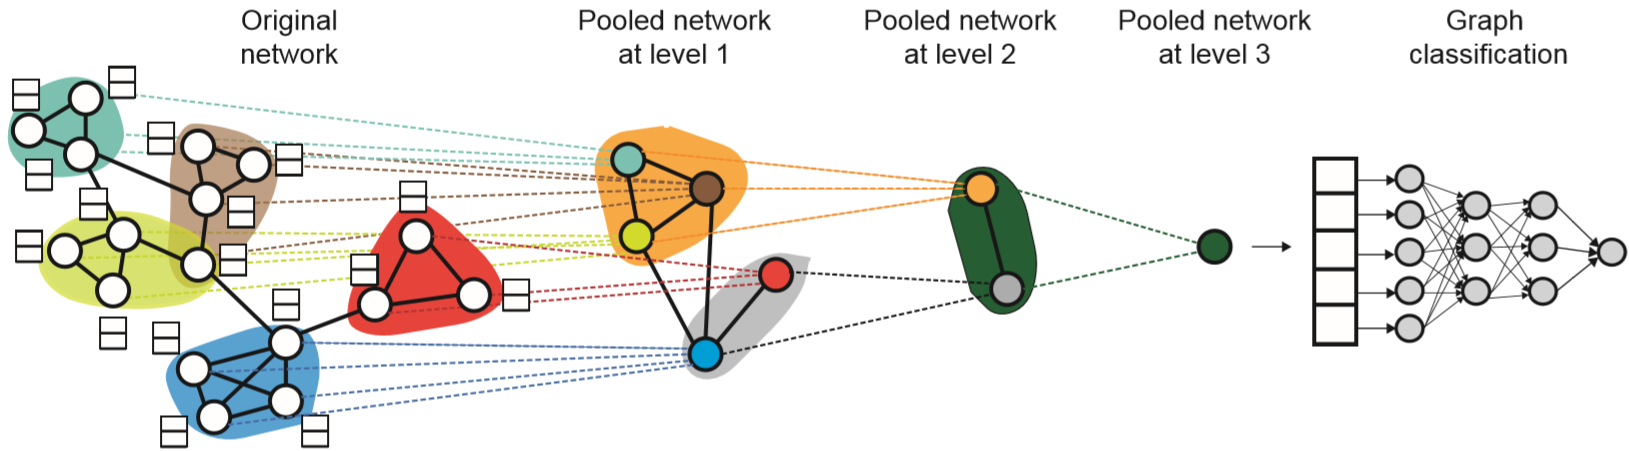 Original
network
Pooled network
at level 1
Pooled network
at level 2
Pooled network
at level 3
Graph
classification